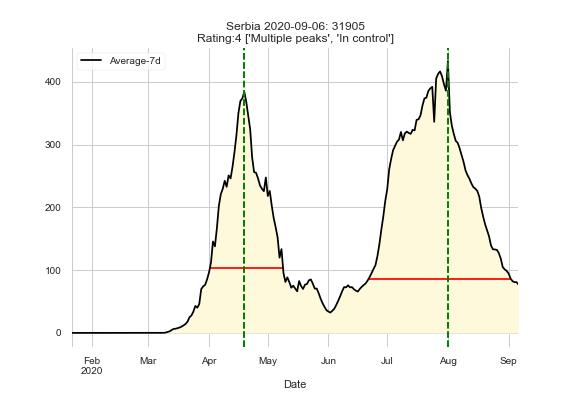 Serbia 2020-09-06: 31905
Rating:4 ['Multiple peaks', 'In control']
Average-7d
400
300
200
100
0
Feb Mar Apr May Jun Jul Aug Sep
2020
Date